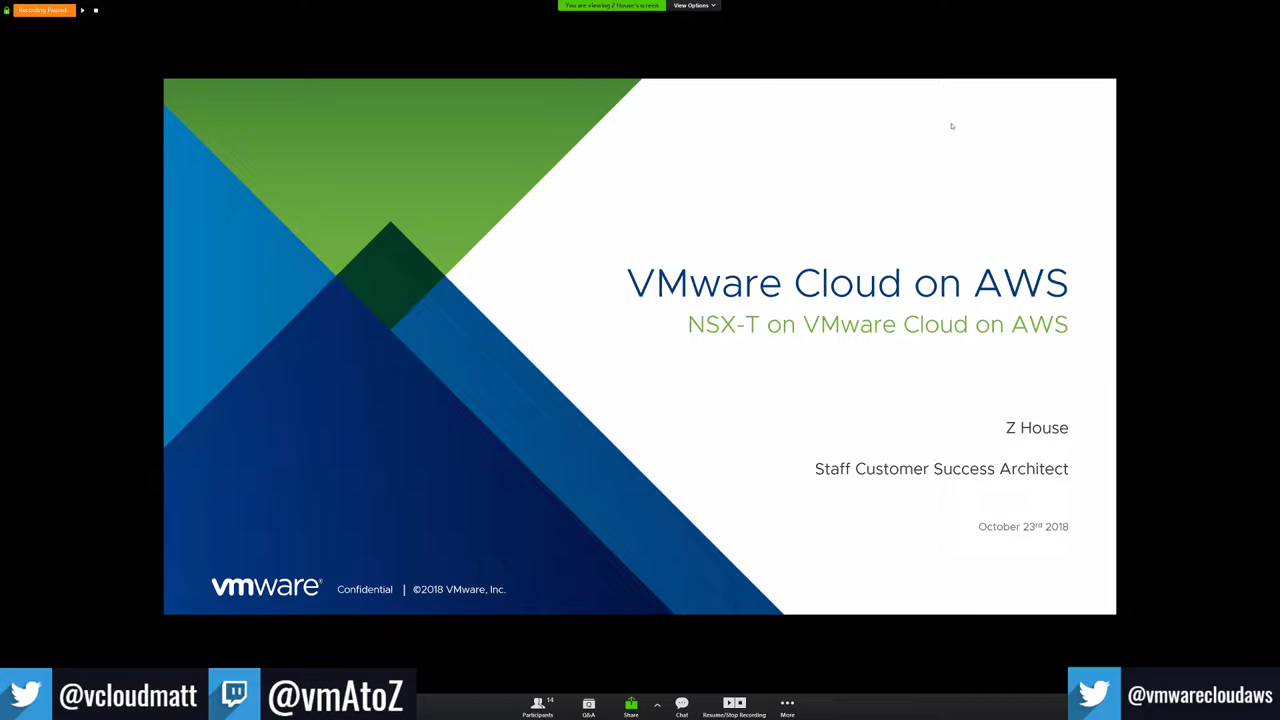 Recording Paused
You are viewing Z House's screen
View Options
VMware Cloud on AWS
NSX-T on VMware Cloud on AWS
Z House
Staff Customer Success Architect
October 23rd 2018
vmware®
Confidential | ©2018 VMware, Inc.
@vcloudmatt
@vmAtoZ
14
Participants
Q&A
Share
Chat
Resume/Stop Recording
More
@vmwarecloudaws